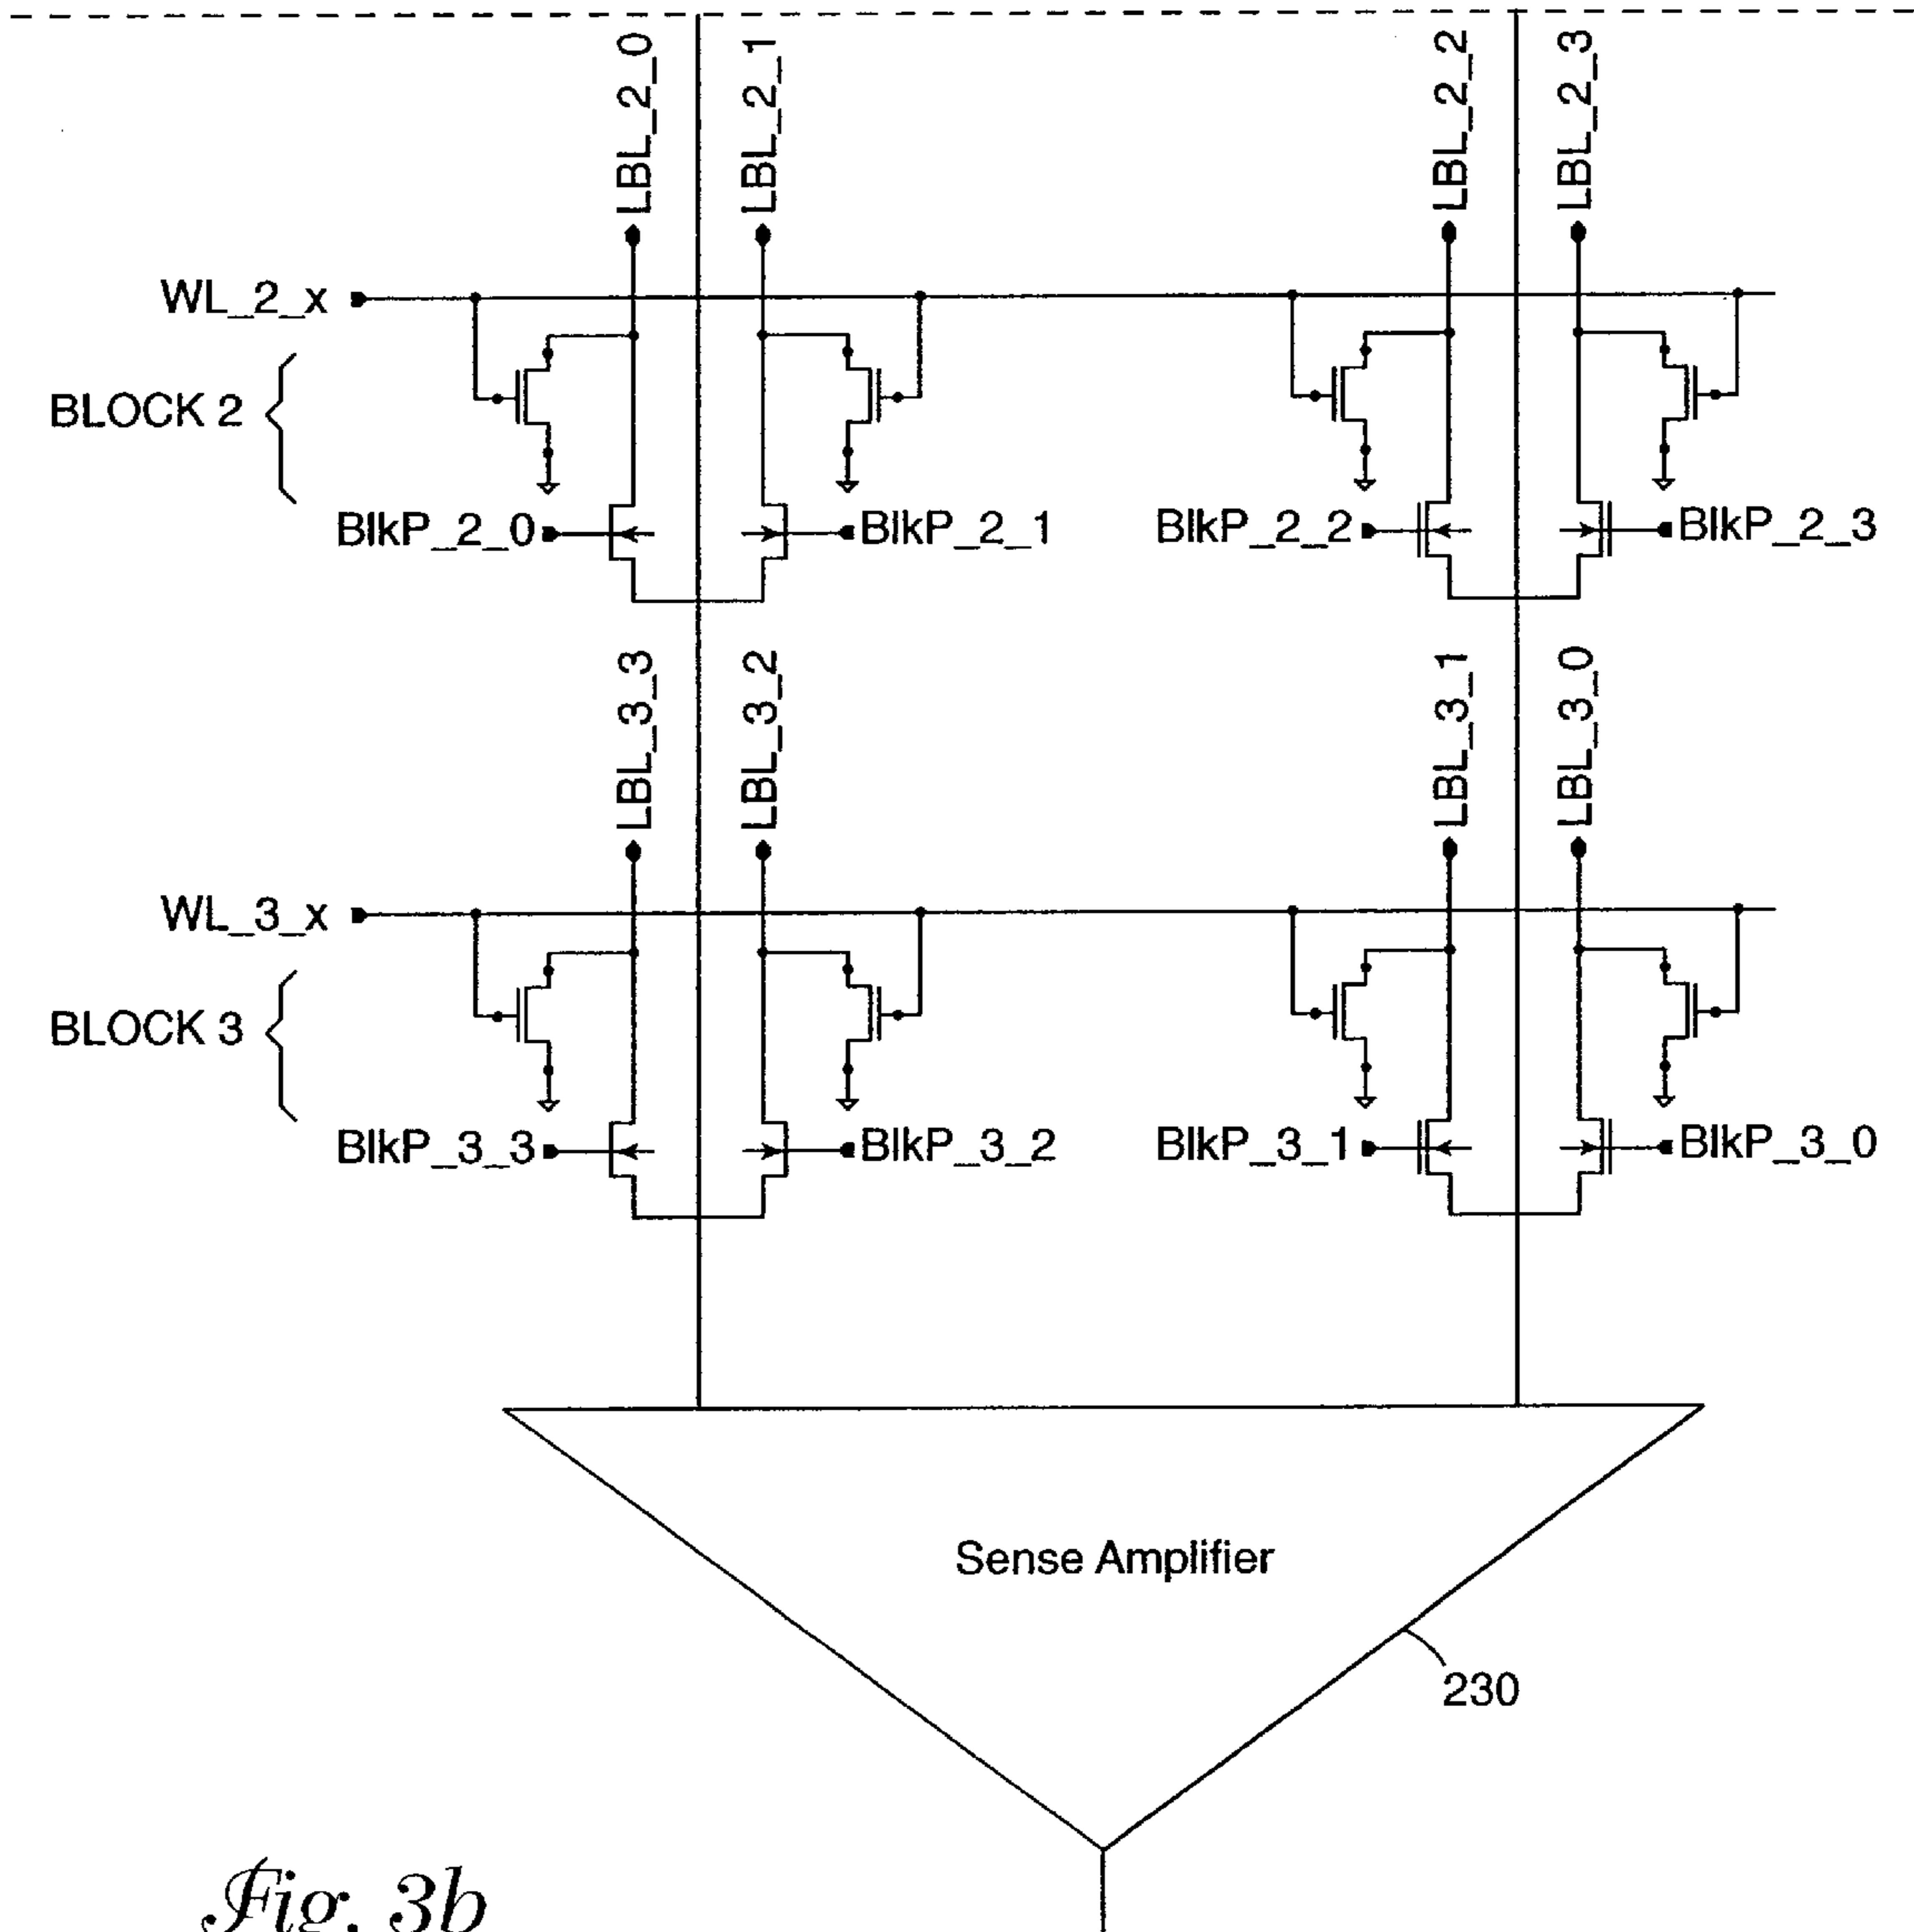 LBL_2_0
LBL_2_1
LBL_2_2
LBL_2_3
WL_2_x
BLOCK 2
BlkP_2_0
BlkP_2_1
BlkP_2_2
BlkP_2_3
LBL_3_3
LBL_3_2
LBL_3_1
LBL_3_0
WL_3_x
BLOCK 3
BlkP_3_3
BlkP_3_2
BlkP_3_1
BlkP_3_0
Sense Amplifier
230
Fig. 3b